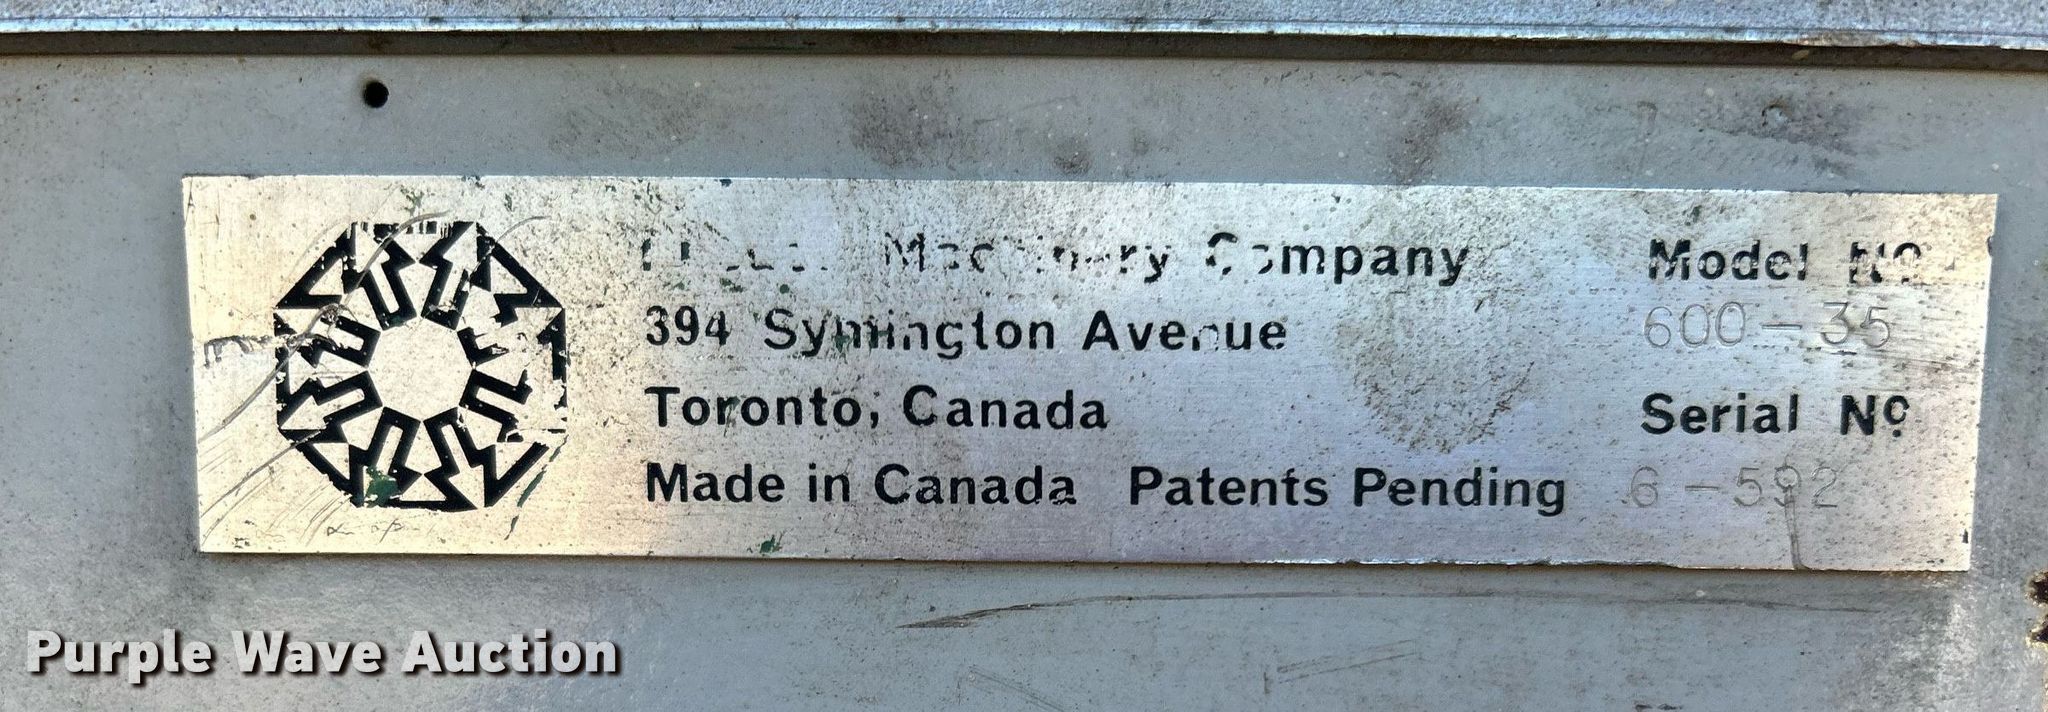 Machinery Company
394 Symington Avenue
Toronto, Canada
Made in Canada Patents Pending
Model Nº
600-35
Serial Nº
6-592
Purple Wave Auction